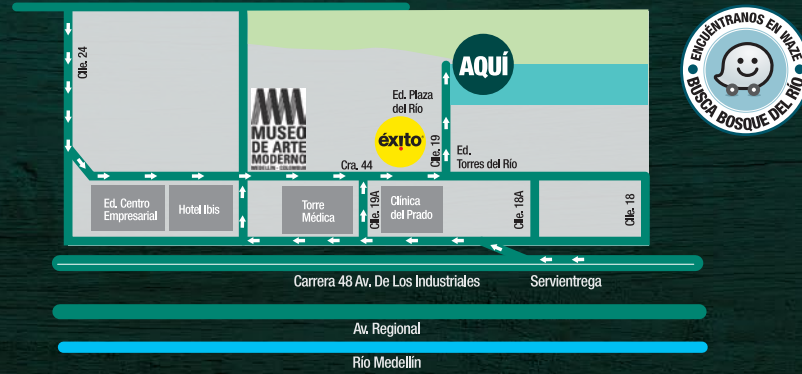 Clle. 24
MUSEO
DE ARTE
MODERNO
MEDELLÍN - COLOMBIA
Ed. Plaza
del Río
éxito
Cra. 44
Clle. 19
AQUÍ
Ed.
Torres del Río
ENCUÉNTRANOS EN WAZE
BUSCA BOSQUE DEL RÍO
Ed. Centro
Empresarial
Hotel Ibis
Torre
Médica
Clle. 19A
Clínica
del Prado
Clle. 18A
Clle. 18
Carrera 48 Av. De Los Industriales
Servientrega
Av. Regional
Río Medellín